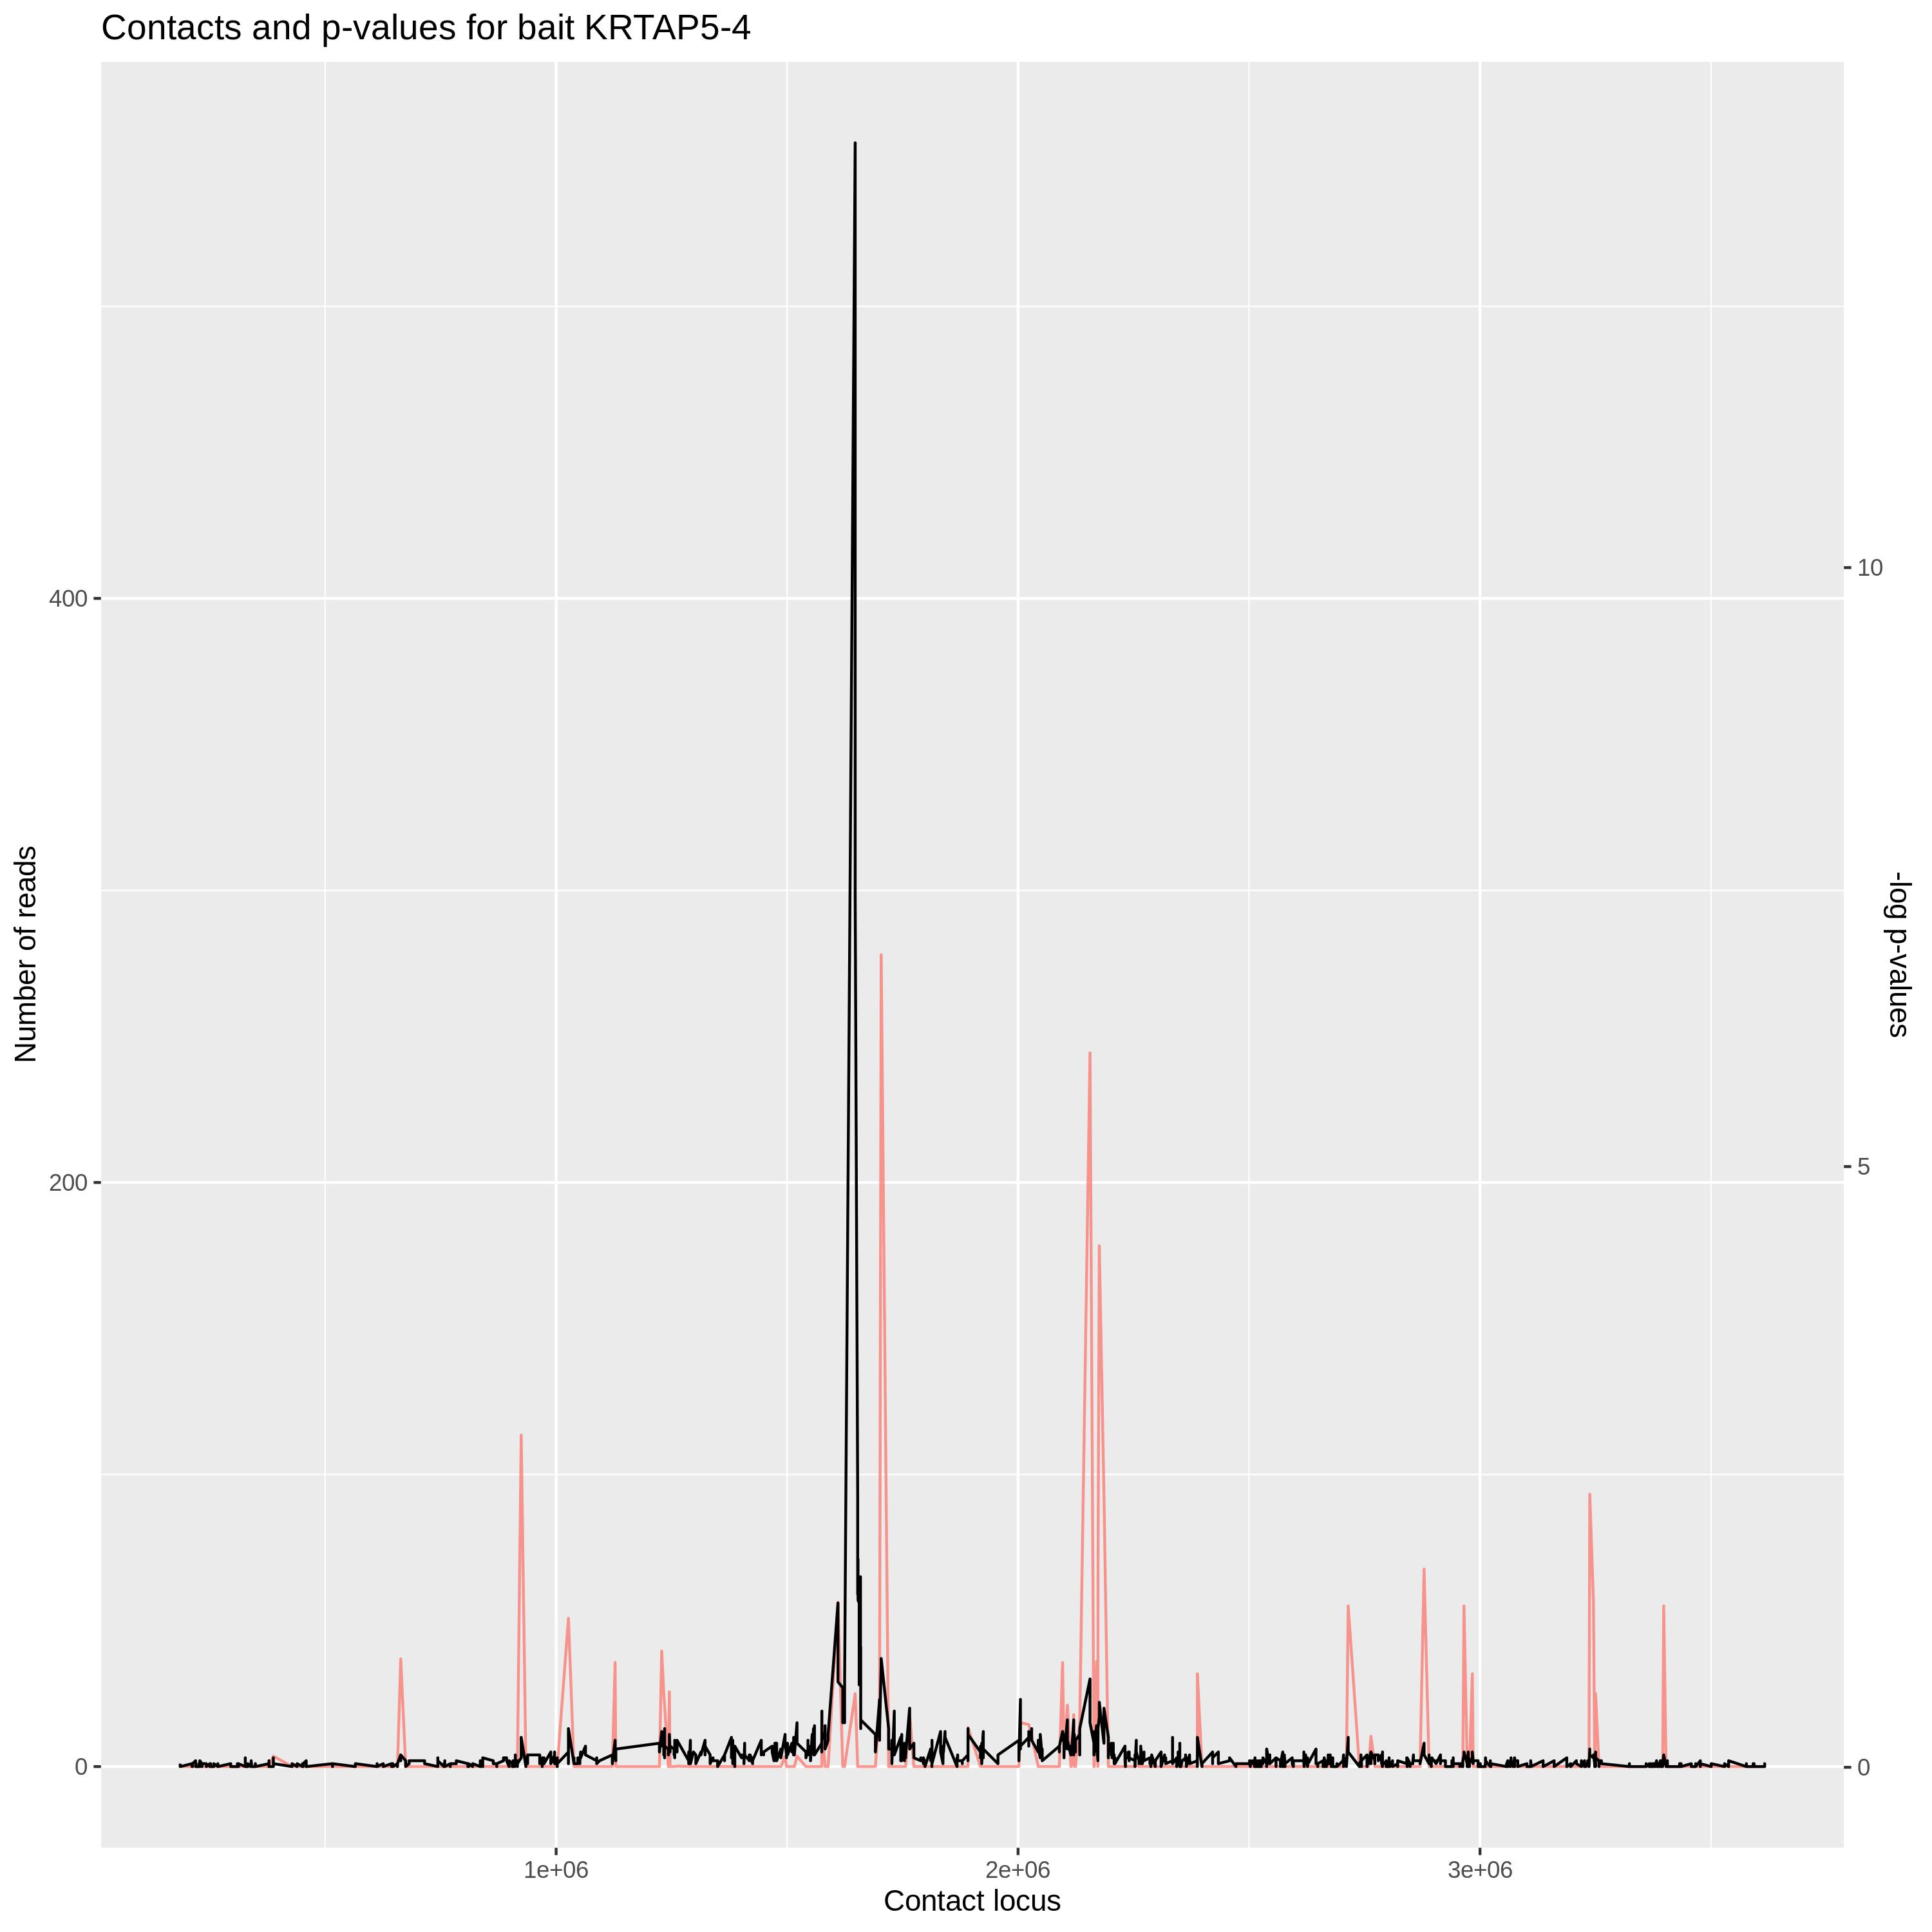 Contacts and p-values for bait KRTAP5-4
Number of reads
400
200
0
10
5
0
-log p-values
1e+06
2e+06
3e+06
Contact locus